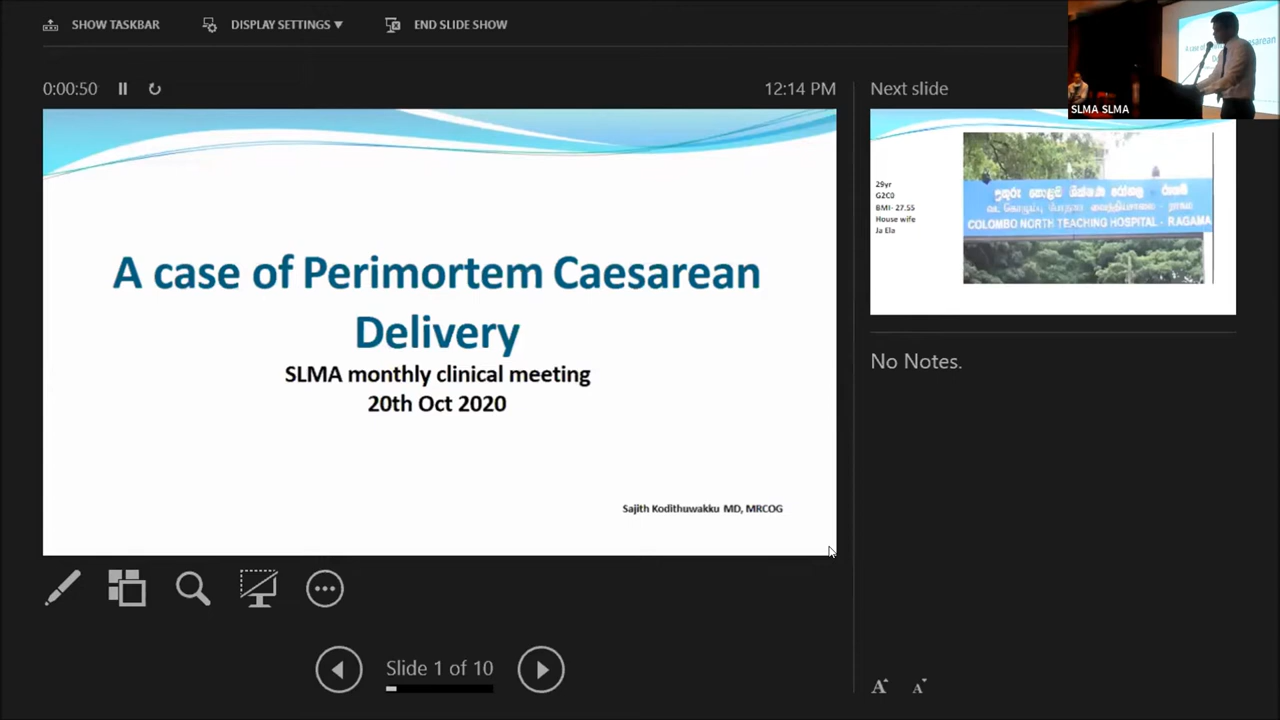 SHOW TASKBAR
DISPLAY SETTINGS ▼
END SLIDE SHOW
0:00:50
12:14 PM
Next slide
SLMA SLMA
A case of Perimortem Caesarean
Delivery
SLMA monthly clinical meeting
20th Oct 2020
Sajith Kodithuwakku MD, MRCOG
29yr
G2C0
BMI- 27.55
House wife
Ja Ela
COLOMBO NORTH TEACHING HOSPITAL - RAGAMA
No Notes.
Slide 1 of 10
A A